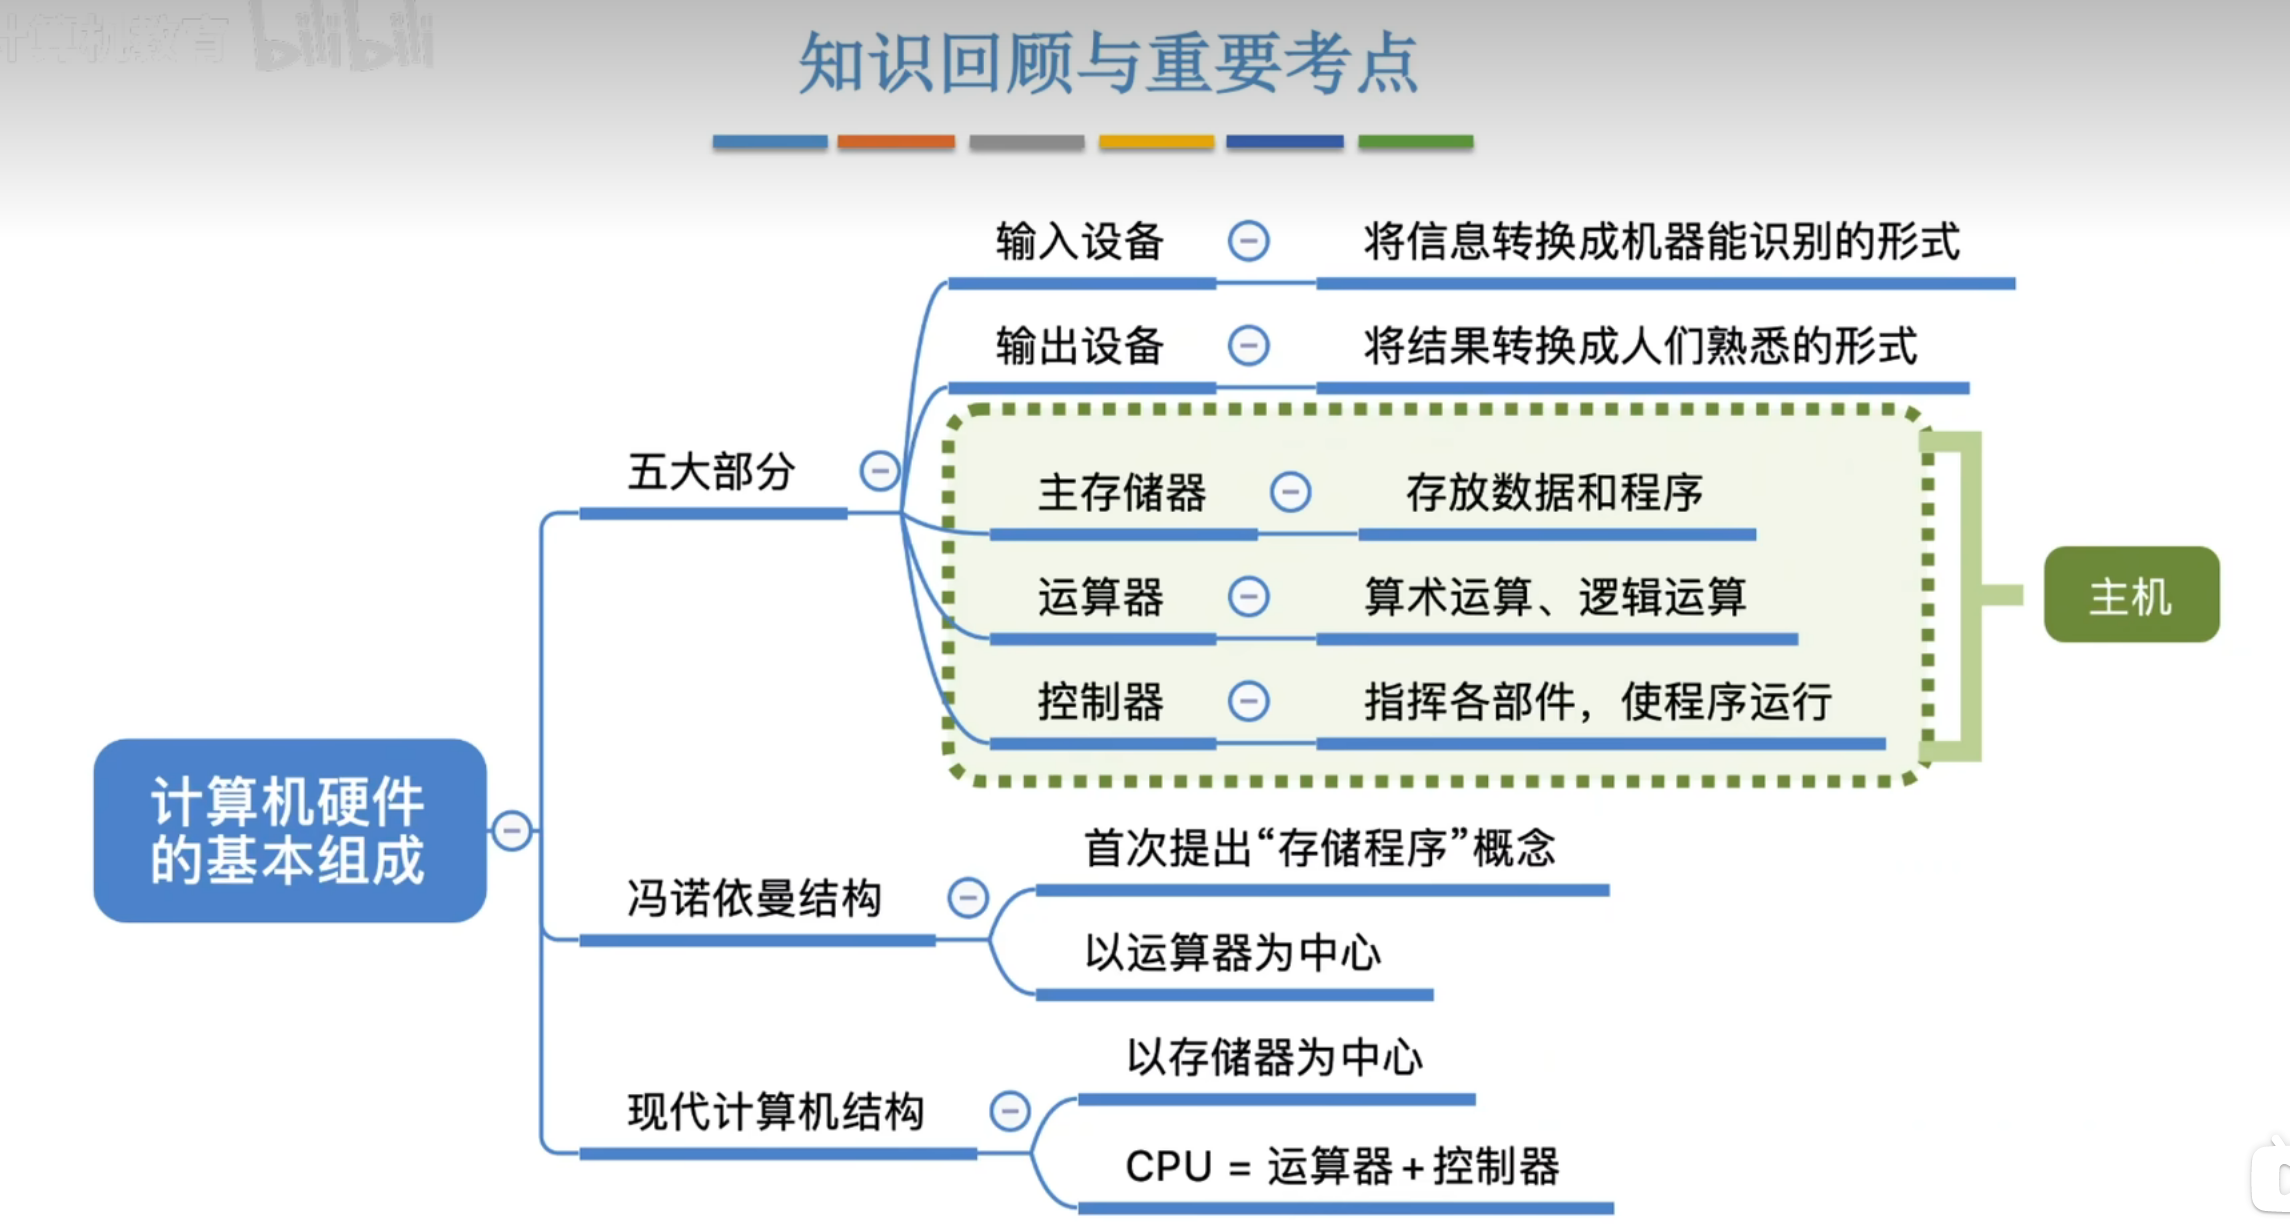 计算机教育 bilibili
知识回顾与重要考点
输入设备
将信息转换成机器能识别的形式
输出设备
将结果转换成人们熟悉的形式
五大部分
主存储器
存放数据和程序
运算器
算术运算、逻辑运算
主机
控制器
指挥各部件，使程序运行
计算机硬件
的基本组成
首次提出“存储程序”概念
冯诺依曼结构
以运算器为中心
以存储器为中心
现代计算机结构
CPU = 运算器+控制器